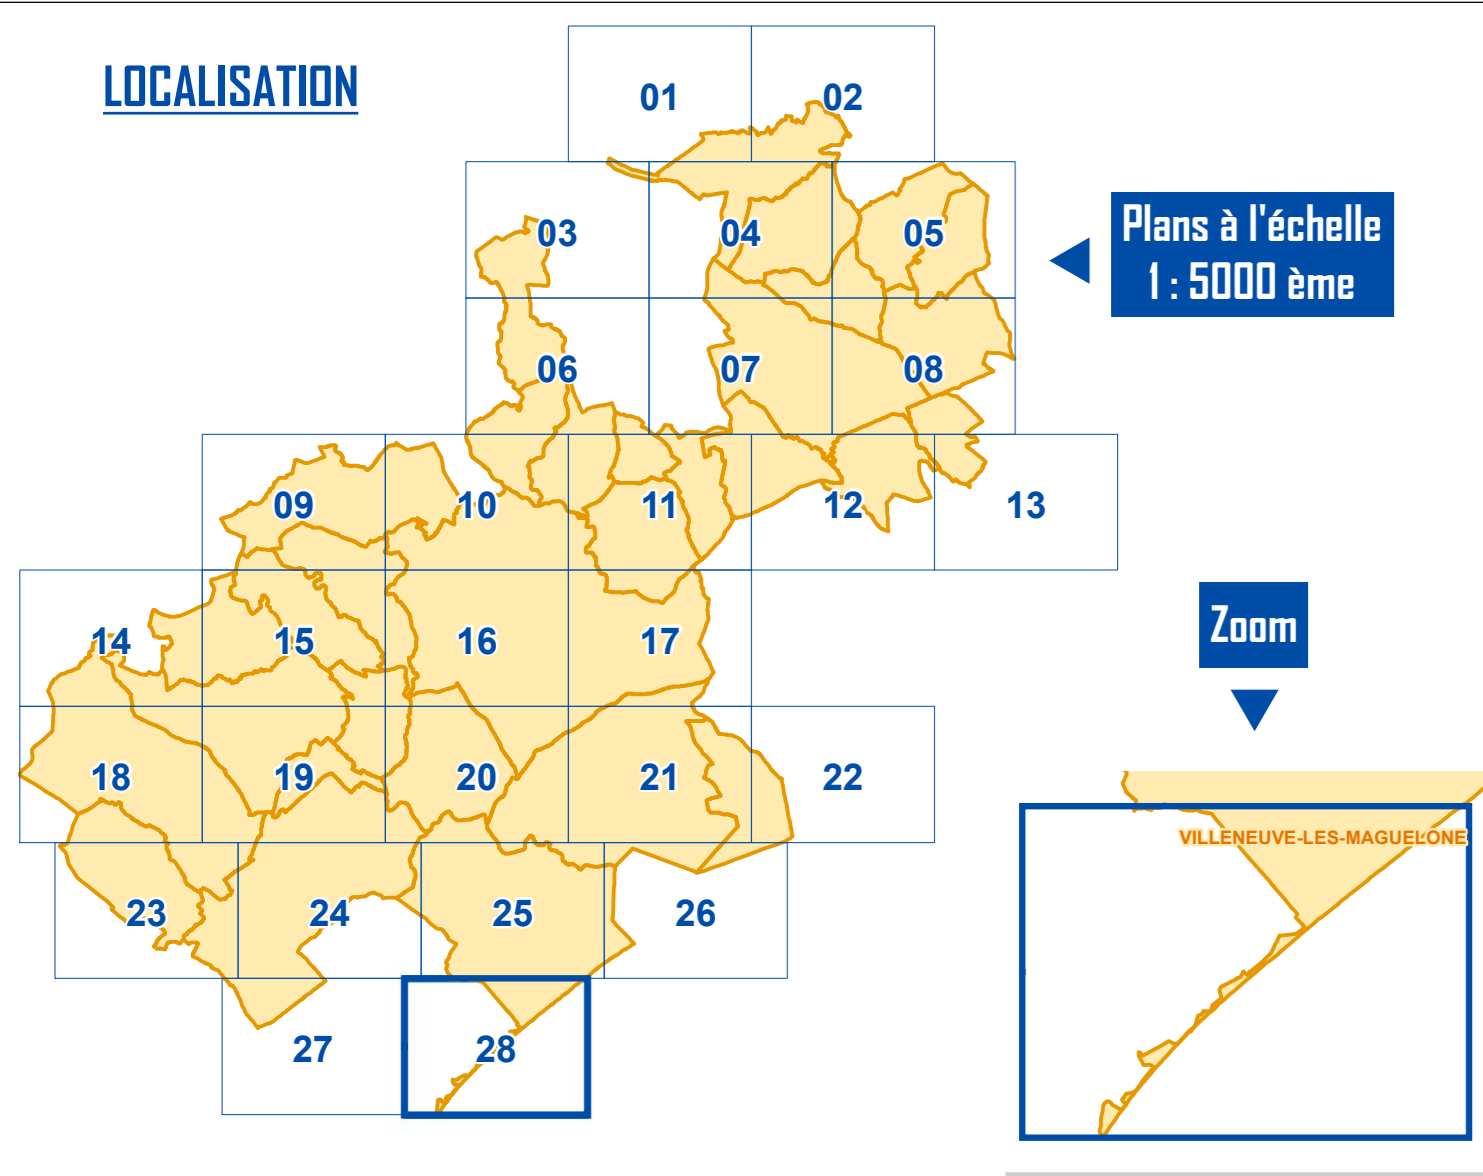 LOCALISATION
01 02
03 04 05
Plans à l'échelle
1 : 5000 ème
06 07 08
09 10 11 12 13
14 15 16 17
Zoom
18 19 20 21 22
VILLENEUVE-LES-MAGUELONE
23 24 25 26
27 28